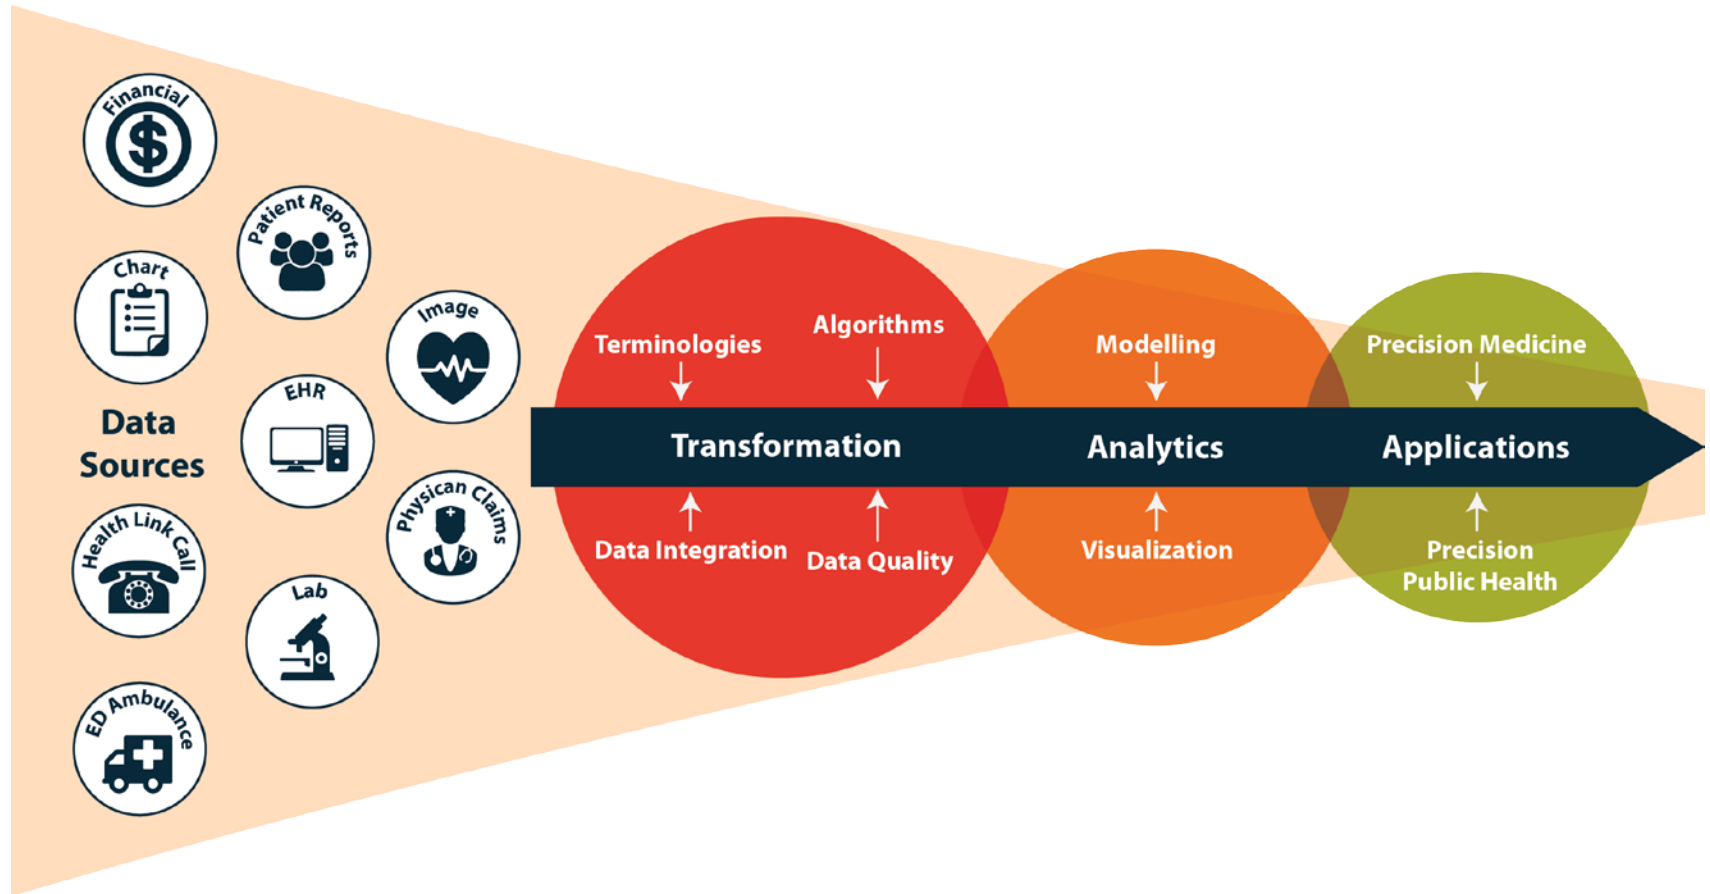 Financial
$
Patient Reports
Chart
Image
EHR
Data
Sources
Physican Claims
Health Link Call
Lab
ED Ambulance
Terminologies
Algorithms
Transformation
Data Integration
Data Quality
Modelling
Analytics
Visualization
Precision Medicine
Applications
Precision
Public Health